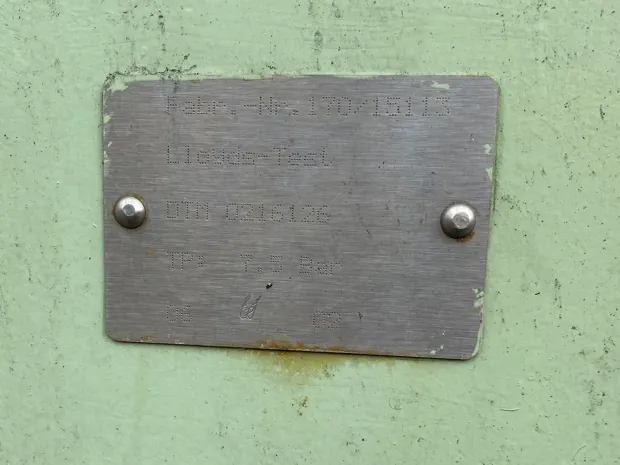 Fabr.-Nr.170/15113
Lloyds-Test
DTM 0216126
TP: 7.5 Bar